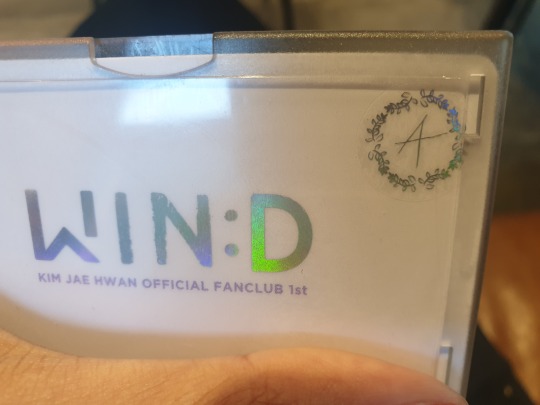 A
WIN:D
KIM JAE HWAN OFFICIAL FANCLUB 1st